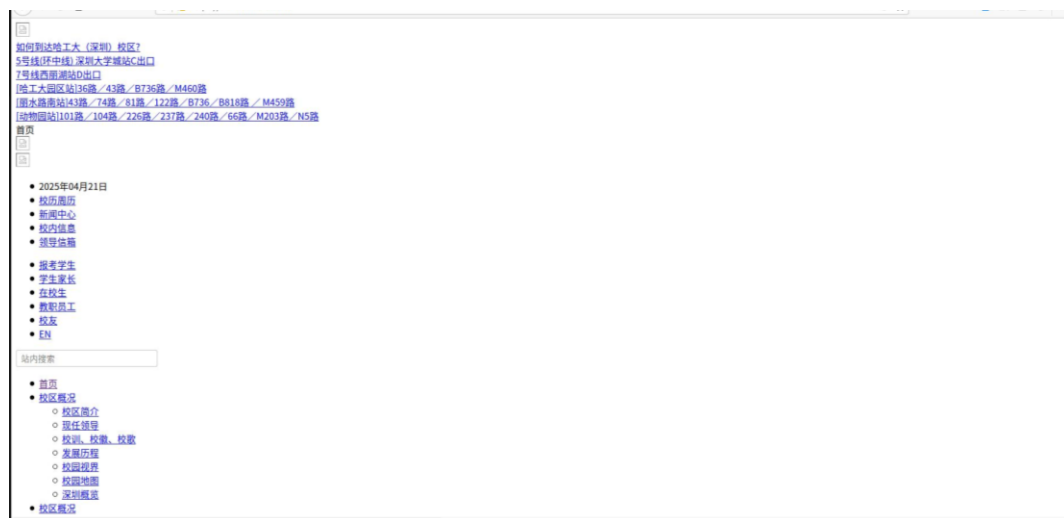 如何到达哈工大（深圳）校区?
5号线(环中线) 深圳大学城站C出口
7号线西丽湖站D出口
[哈工大园区站]36路／43路／B736路／M460路
[丽水路南站]43路／74路／81路／122路／B736／B818路／ M459路
[动物园站]101路／104路／226路／237路／240路／66路／M203路／N5路
首页
2025年04月21日
校历周历
新闻中心
校内信息
领导信箱
报考学生
学生家长
在校生
教职员工
校友
EN
站内搜索
首页
校区概况
校区简介
现任领导
校训、校徽、校歌
发展历程
校园视界
校园地图
深圳概览
校区概况